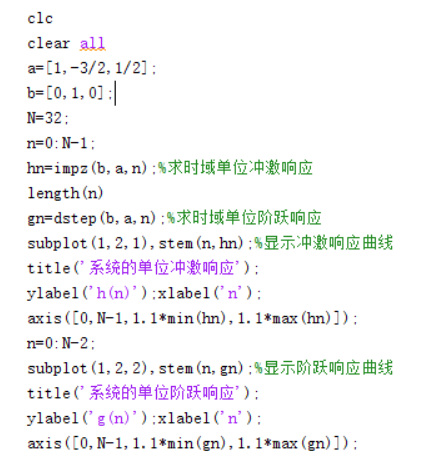 clc
clear all
a=[1,-3/2,1/2];
b=[0,1,0];
N=32;
n=0:N-1;
hn=impz(b,a,n);%求时域单位冲激响应
length(n)
gn=dstep(b,a,n);%求时域单位阶跃响应
subplot(1,2,1),stem(n,hn);%显示冲激响应曲线
title('系统的单位冲激响应');
ylabel('h(n)');xlabel('n');
axis([0,N-1,1.1*min(hn),1.1*max(hn)]);
n=0:N-2;
subplot(1,2,2),stem(n,gn);%显示阶跃响应曲线
title('系统的单位阶跃响应');
ylabel('g(n)');xlabel('n');
axis([0,N-1,1.1*min(gn),1.1*max(gn)]);